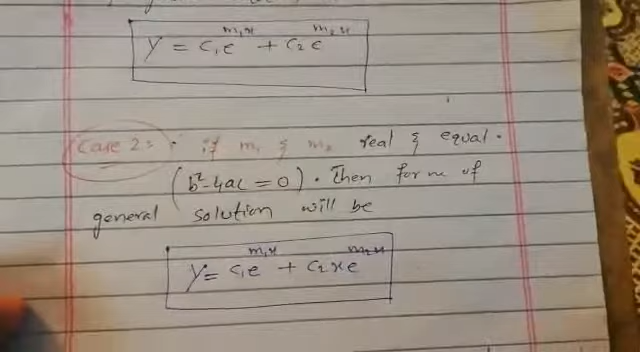 y = c₁e^m₁x + c₂e^m₂x
Case 2: if m₁ & m₂ real & equal.
(b²-4ac = 0). Then form of
general solution will be
y = c₁e^m₁x + c₂xe^m₂x